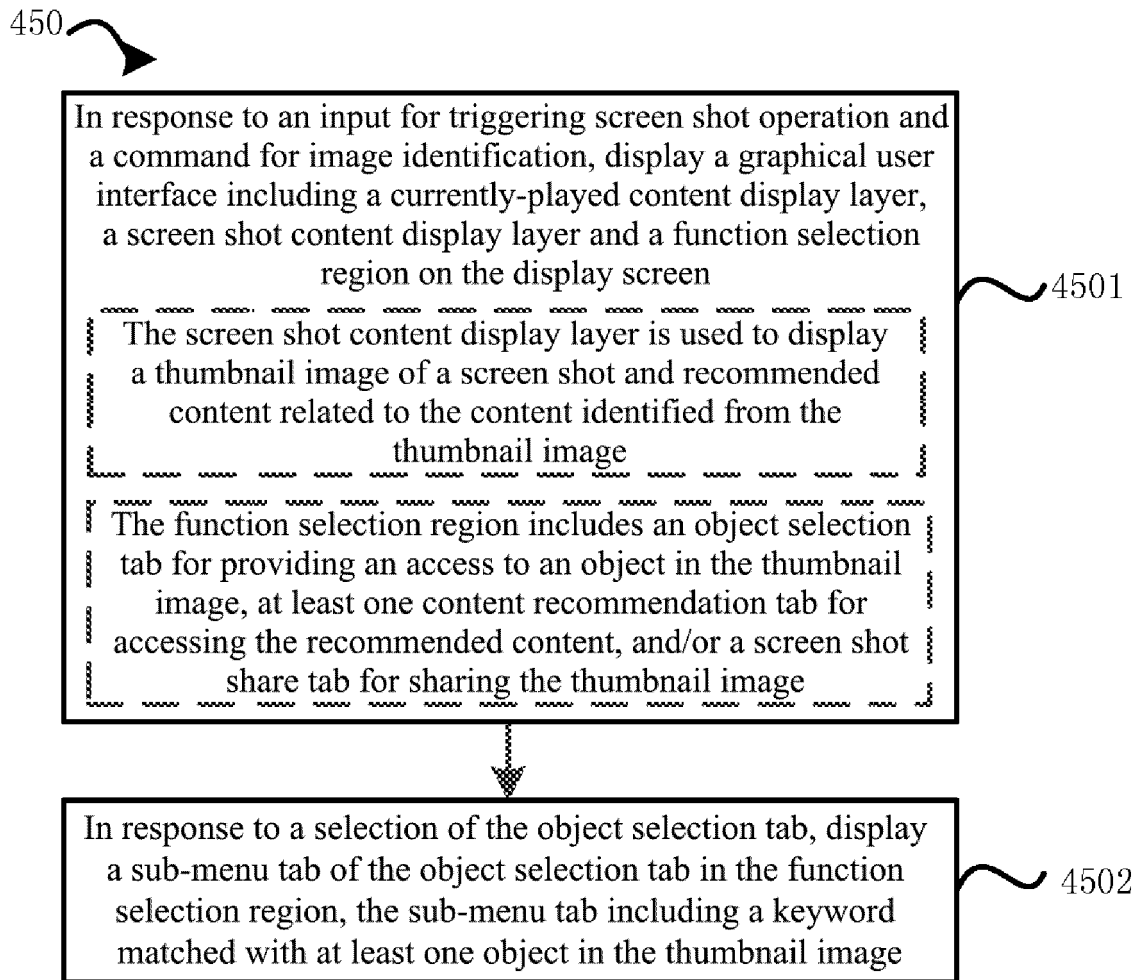 450
In response to an input for triggering screen shot operation and
a command for image identification, display a graphical user
interface including a currently-played content display layer,
a screen shot content display layer and a function selection
region on the display screen
4501
The screen shot content display layer is used to display
a thumbnail image of a screen shot and recommended
content related to the content identified from the
thumbnail image
The function selection region includes an object selection
tab for providing an access to an object in the thumbnail
image, at least one content recommendation tab for
accessing the recommended content, and/or a screen shot
share tab for sharing the thumbnail image
In response to a selection of the object selection tab, display
a sub-menu tab of the object selection tab in the function
selection region, the sub-menu tab including a keyword
matched with at least one object in the thumbnail image
4502